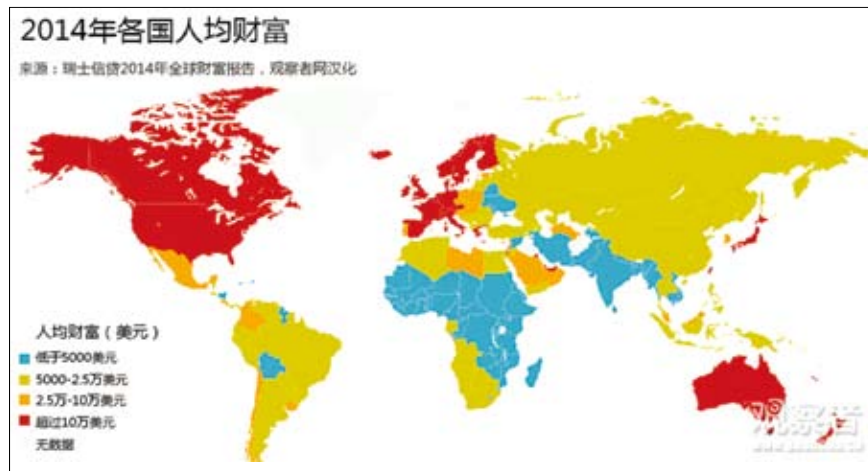 2014年各国人均财富
来源：瑞士信贷2014年全球财富报告，观察者网汉化
人均财富（美元）
低于5000美元
5000-2.5万美元
2.5万-10万美元
超过10万美元
无数据
观察者